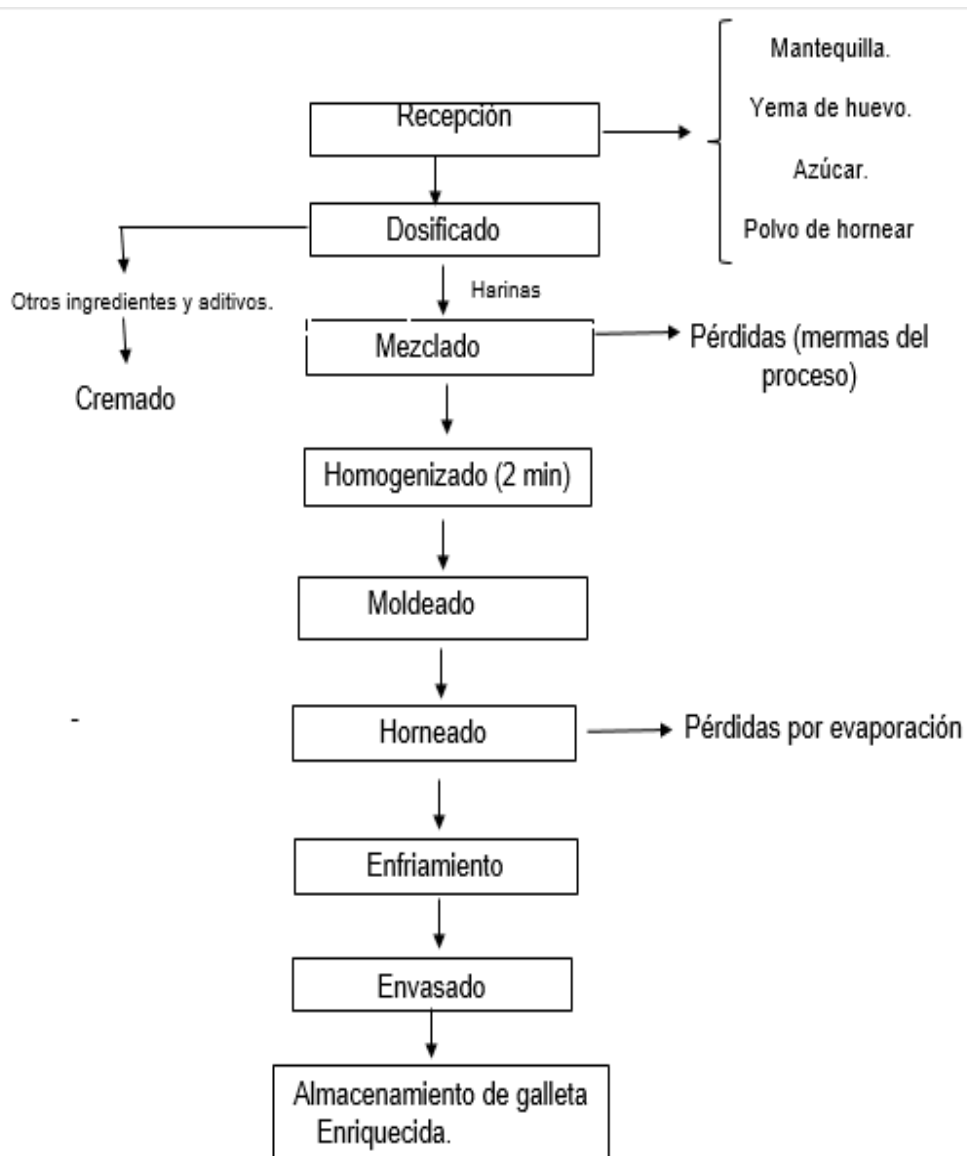 Mantequilla.
Recepción
Yema de huevo.
Azúcar.
Dosificado
Polvo de hornear
Otros ingredientes y aditivos.
Harinas
Mezclado
Pérdidas (mermas del
proceso)
Cremado
Homogenizado (2 min)
Moldeado
-
Horneado
Pérdidas por evaporación
Enfriamiento
Envasado
Almacenamiento de galleta
Enriquecida.